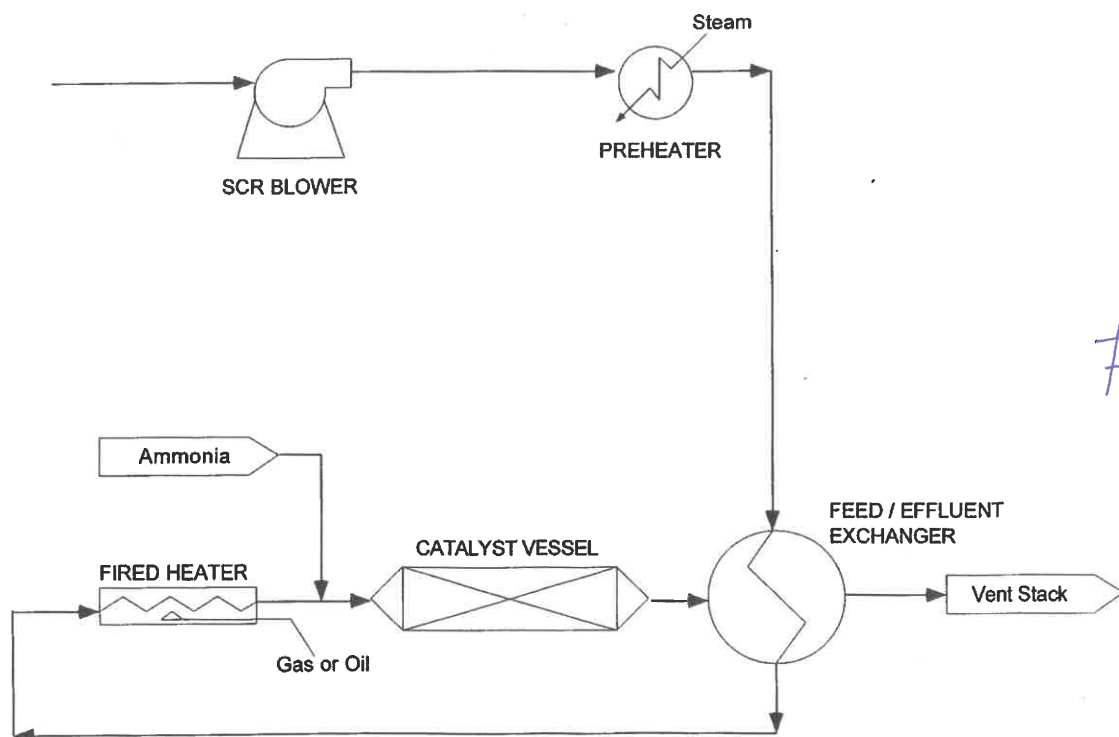 Steam
PREHEATER
SCR BLOWER
Ammonia
FEED / EFFLUENT
EXCHANGER
CATALYST VESSEL
FIRED HEATER
Vent Stack
Gas or Oil